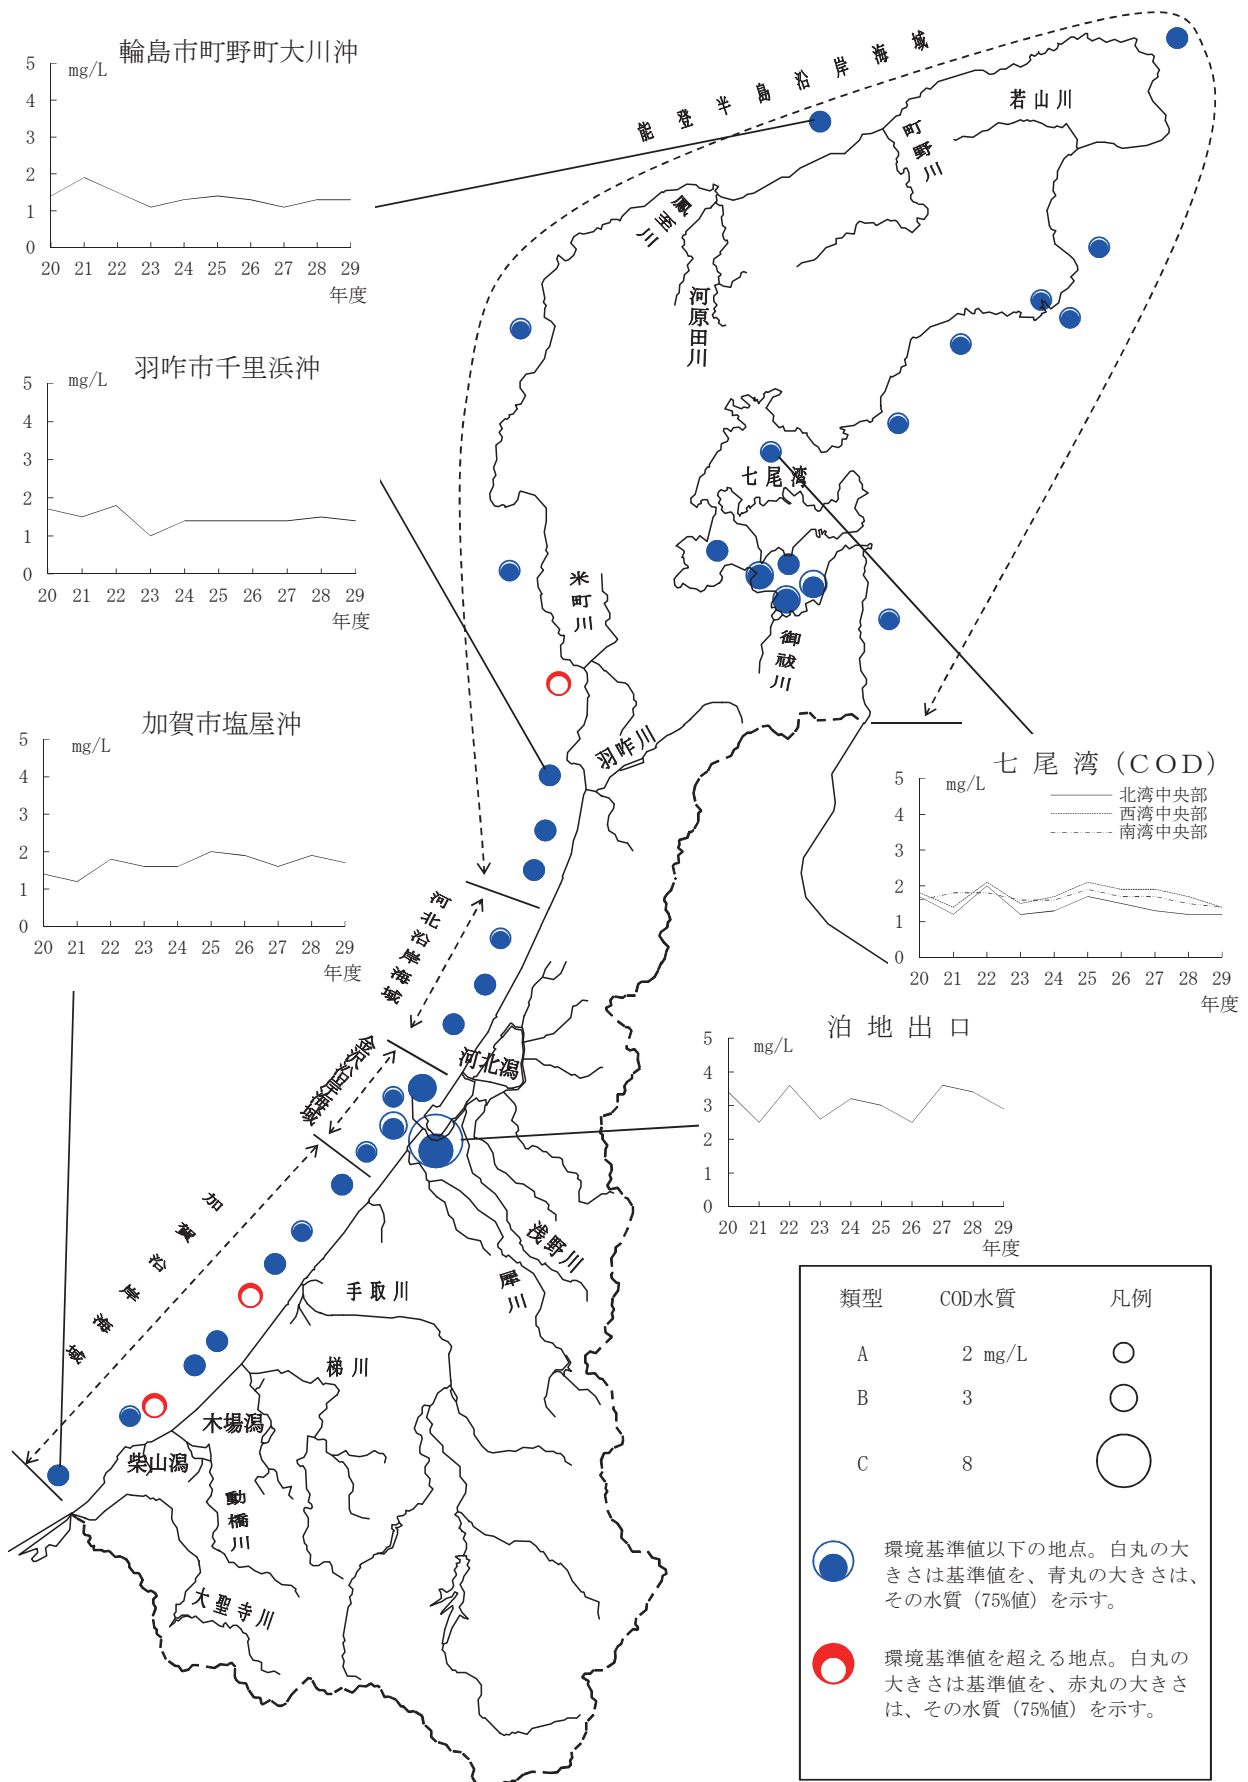 輪島市町野町大川沖
mg/L
5
4
3
2
1
0
20 21 22 23 24 25 26 27 28 29
年度
羽咋市千里浜沖
mg/L
5
4
3
2
1
0
20 21 22 23 24 25 26 27 28 29
年度
加賀市塩屋沖
mg/L
5
4
3
2
1
0
20 21 22 23 24 25 26 27 28 29
年度
能登半島沿岸海域
若山川
町野川
鳳至川
河原田川
七尾湾
米町川
御祓川
羽咋川
七尾湾(COD)
mg/L
北湾中央部
西湾中央部
南湾中央部
5
4
3
2
1
0
20 21 22 23 24 25 26 27 28 29
年度
河北沿岸海域
金沢沿岸海域
加賀沿岸海域
河北潟
泊地出口
mg/L
5
4
3
2
1
0
20 21 22 23 24 25 26 27 28 29
年度
浅野川
犀川
手取川
梯川
木場潟
柴山潟
動橋川
大聖寺川
類型 COD水質 凡例
A 2 mg/L
B 3
C 8
環境基準値以下の地点。白丸の大
きさは基準値を、青丸の大きさは、
その水質(75%値)を示す。
環境基準値を超える地点。白丸の
大きさは基準値を、赤丸の大きさ
は、その水質(75%値)を示す。